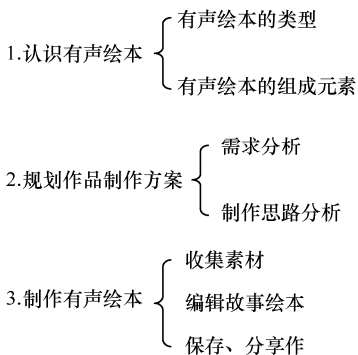 有声绘本的类型
1.认识有声绘本
有声绘本的组成元素
需求分析
2.规划作品制作方案
制作思路分析
收集素材
3.制作有声绘本
编辑故事绘本
保存、分享作